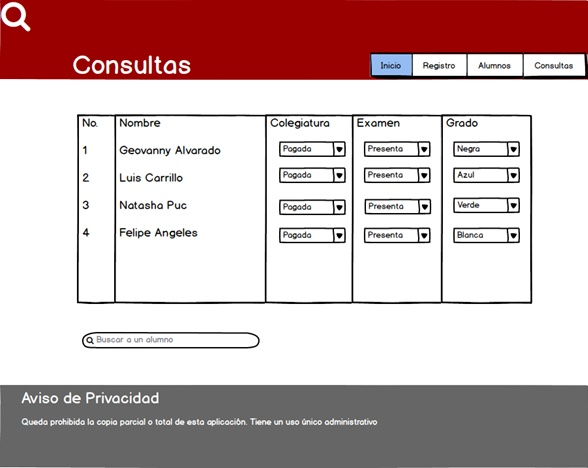 Consultas
Inicio Registro Alumnos Consultas
No. Nombre Colegiatura Examen Grado
1 Geovanny Alvarado Pagada Presenta Negra
2 Luis Carrillo Pagada Presenta Azul
3 Natasha Puc Pagada Presenta Verde
4 Felipe Angeles Pagada Presenta Blanca
Buscar a un alumno
Aviso de Privacidad
Queda prohibida la copia parcial o total de esta aplicación. Tiene un uso único administrativo